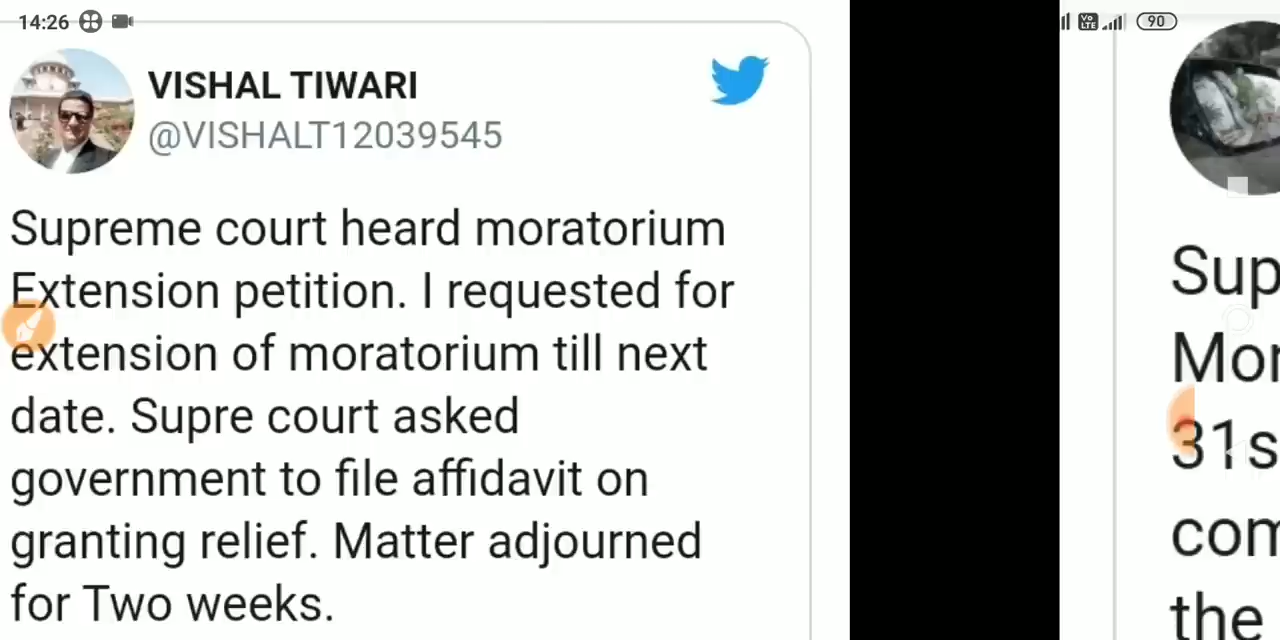 14:26
VISHAL TIWARI
@VISHALT12039545
Supreme court heard moratorium
Extension petition. I requested for
extension of moratorium till next
date. Supre court asked
government to file affidavit on
granting relief. Matter adjourned
for Two weeks.
Vo
LTE
90
Sup
Mor
31s
com
the